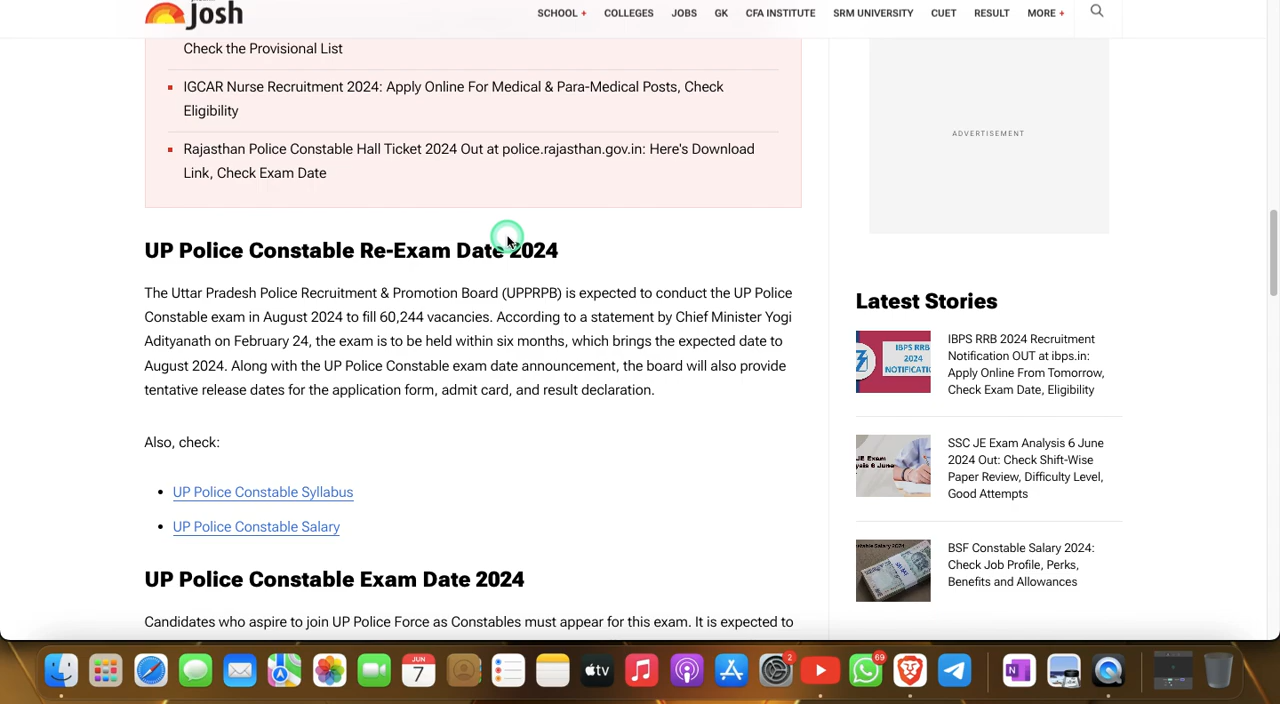 Josh
SCHOOL + COLLEGES JOBS GK CFA INSTITUTE SRM UNIVERSITY CUET RESULT MORE +
Check the Provisional List
IGCAR Nurse Recruitment 2024: Apply Online For Medical & Para-Medical Posts, Check
Eligibility
Rajasthan Police Constable Hall Ticket 2024 Out at police.rajasthan.gov.in: Here's Download
Link, Check Exam Date
ADVERTISEMENT
UP Police Constable Re-Exam Date 2024
The Uttar Pradesh Police Recruitment & Promotion Board (UPPRPB) is expected to conduct the UP Police
Constable exam in August 2024 to fill 60,244 vacancies. According to a statement by Chief Minister Yogi
Adityanath on February 24, the exam is to be held within six months, which brings the expected date to
August 2024. Along with the UP Police Constable exam date announcement, the board will also provide
tentative release dates for the application form, admit card, and result declaration.
Also, check:
• UP Police Constable Syllabus
• UP Police Constable Salary
UP Police Constable Exam Date 2024
Candidates who aspire to join UP Police Force as Constables must appear for this exam. It is expected to
Latest Stories
IBPS RRB
2024
NOTIFICATI
IBPS RRB 2024 Recruitment
Notification OUT at ibps.in:
Apply Online From Tomorrow,
Check Exam Date, Eligibility
SSC JE Exam Analysis 6 June
2024 Out: Check Shift-Wise
Paper Review, Difficulty Level,
Good Attempts
BSF Constable Salary 2024:
Check Job Profile, Perks,
Benefits and Allowances
JUN
7
tv
2
69